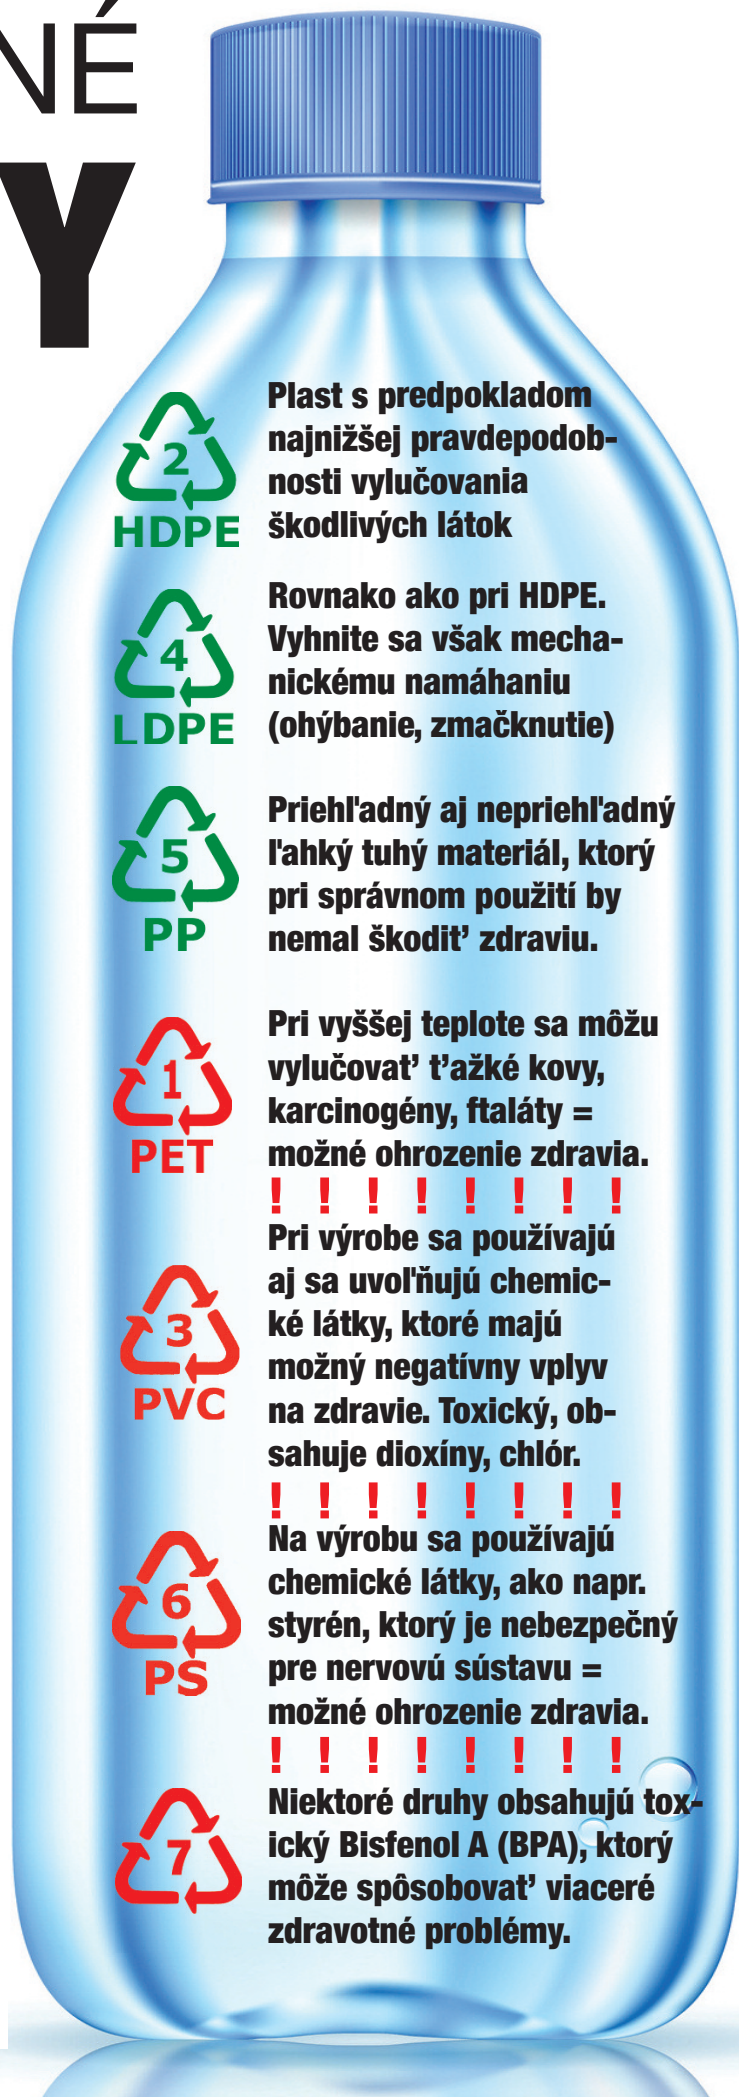 NÉ
Y
2
HDPE
Plast s predpokladom
najnižšej pravdepodob-
nosti vylučovania
škodlivých látok
4
LDPE
Rovnako ako pri HDPE.
Vyhnite sa však mecha-
nickému namáhaniu
(ohýbanie, zmačknutie)
5
PP
Priehľadný aj nepriehľadný
ľahký tuhý materiál, ktorý
pri správnom použití by
nemal škodiť zdraviu.
1
PET
Pri vyššej teplote sa môžu
vylučovať ťažké kovy,
karcinogény, ftaláty =
možné ohrozenie zdravia.
! ! ! ! ! ! ! !
3
PVC
Pri výrobe sa používajú
aj sa uvoľňujú chemic-
ké látky, ktoré majú
možný negatívny vplyv
na zdravie. Toxický, ob-
sahuje dioxíny, chlór.
! ! ! ! ! ! ! !
6
PS
Na výrobu sa používajú
chemické látky, ako napr.
styrén, ktorý je nebezpečný
pre nervovú sústavu =
možné ohrozenie zdravia.
! ! ! ! ! ! ! !
7
Niektoré druhy obsahujú tox-
ický Bisfenol A (BPA), ktorý
môže spôsobovať viaceré
zdravotné problémy.